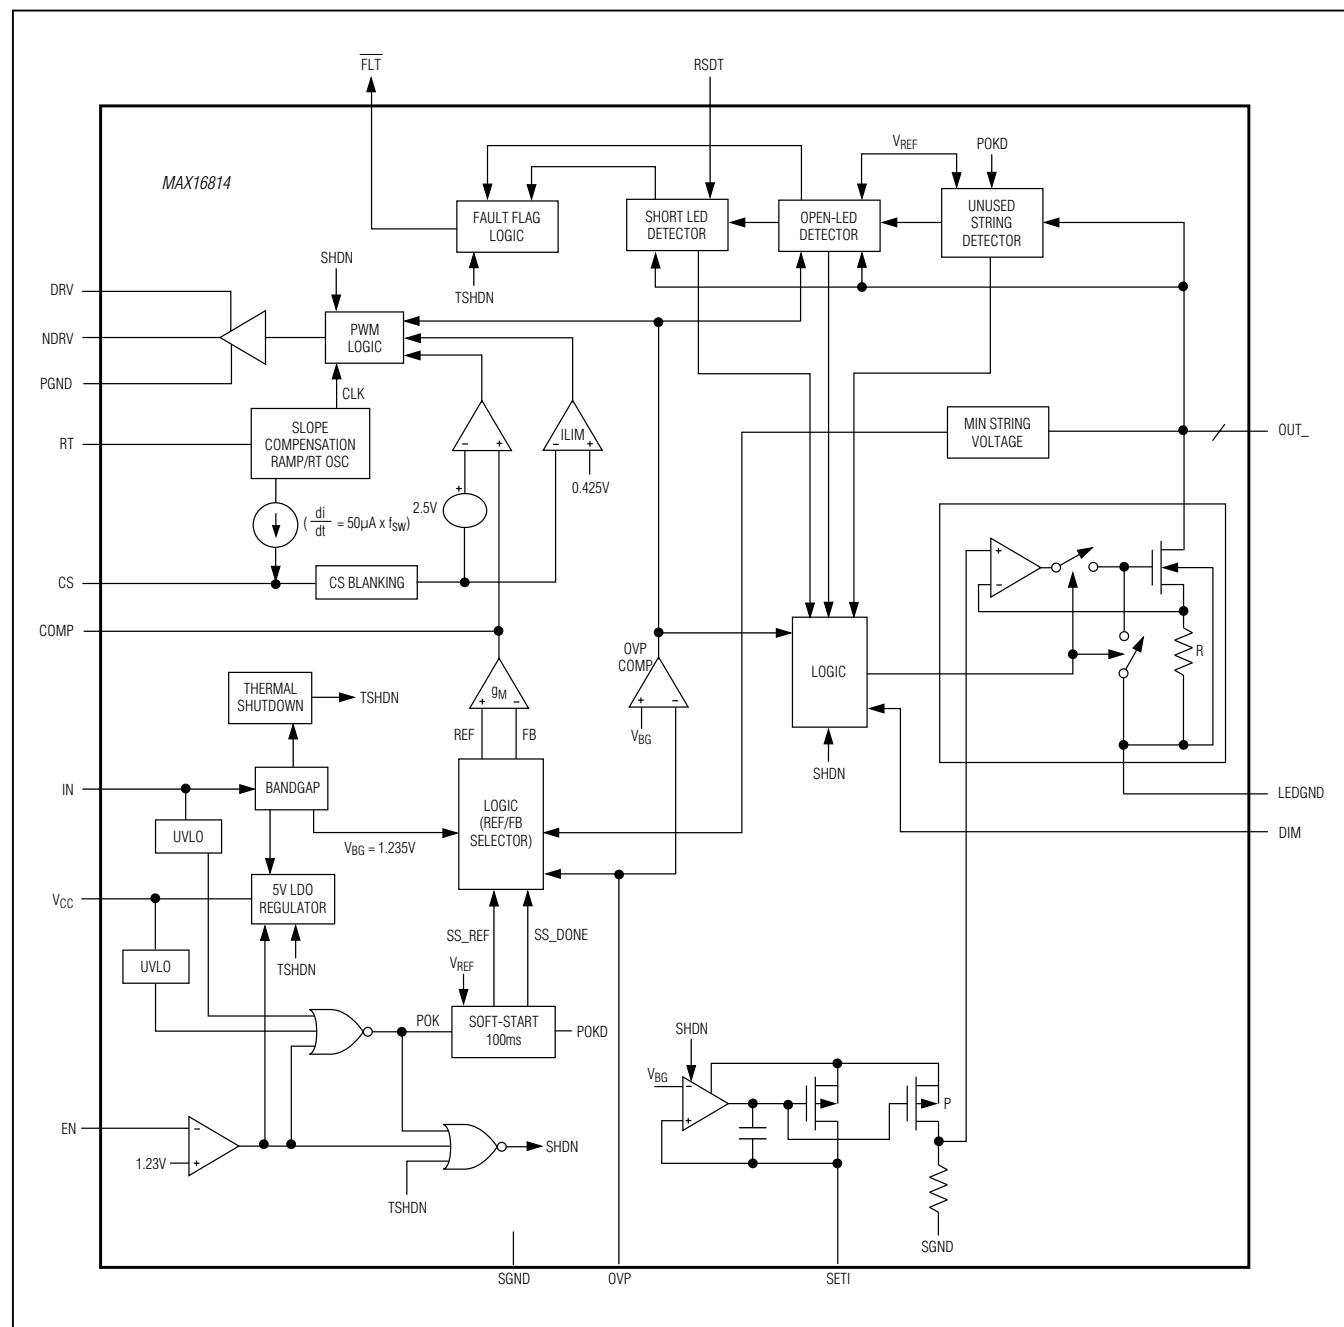 FLT
RSDT
MAX16814
VREF
POKD
FAULT FLAG
LOGIC
SHORT LED
DETECTOR
OPEN-LED
DETECTOR
UNUSED
STRING
DETECTOR
SHDN
TSHDN
DRV
NDRV
PGND
PWM
LOGIC
CLK
RT
SLOPE
COMPENSATION
RAMP/RT OSC
ILIM
− +
− +
0.425V
MIN STRING
VOLTAGE
OUT_
( di/dt = 50µA x fSW)
+
2.5V
CS
CS BLANKING
+
−
COMP
R
OVP
COMP
LOGIC
THERMAL
SHUTDOWN
TSHDN
gM
+ −
REF
FB
+ −
VBG
SHDN
IN
BANDGAP
UVLO
VBG = 1.235V
LOGIC
(REF/FB
SELECTOR)
LEDGND
DIM
VCC
5V LDO
REGULATOR
UVLO
TSHDN
SS_REF
SS_DONE
VREF
POK
SOFT-START
100ms
POKD
SHDN
VBG
−
+
P
EN
−
1.23V
+
SHDN
TSHDN
SGND
SGND
OVP
SETI